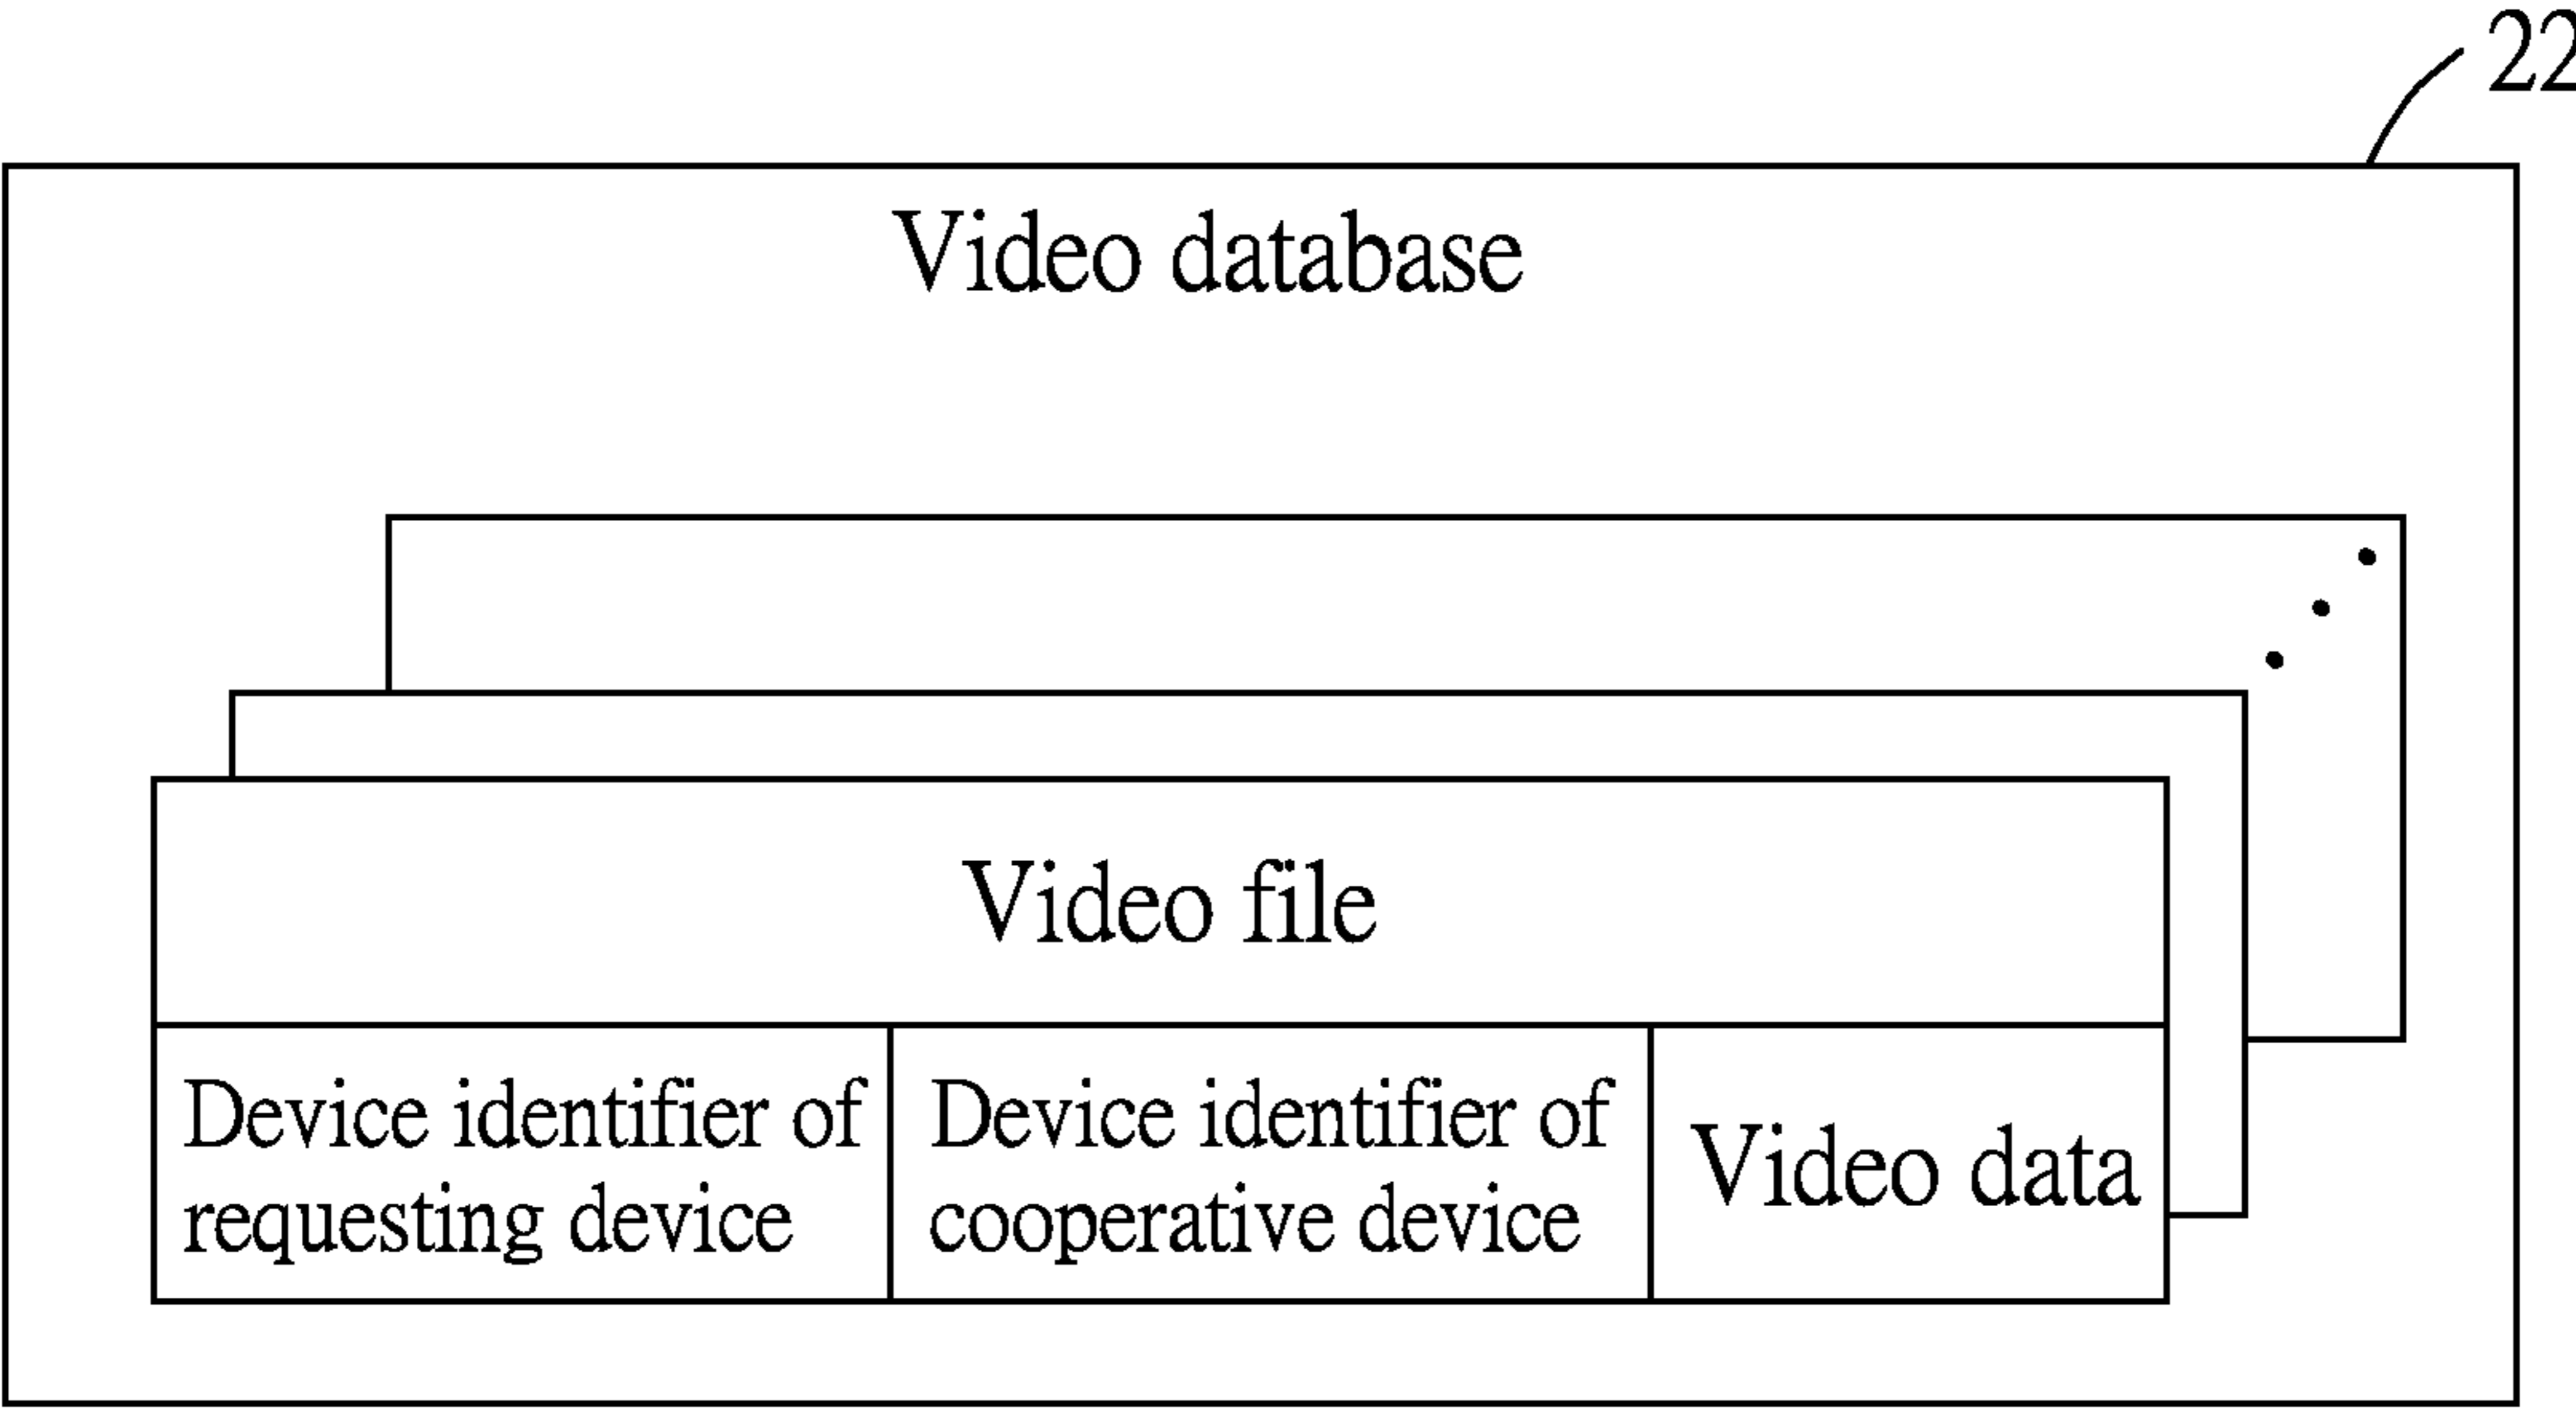 22
Video database
Video file
Device identifier of
requesting device
Device identifier of
cooperative device
Video data